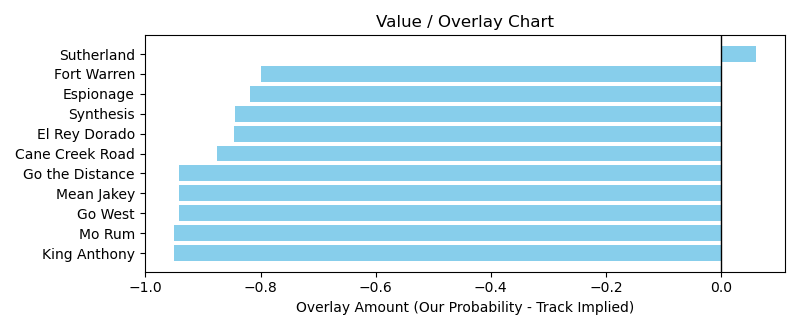 Value / Overlay Chart
Sutherland
Fort Warren
Espionage
Synthesis
El Rey Dorado
Cane Creek Road
Go the Distance
Mean Jakey
Go West
Mo Rum
King Anthony
−1.0 −0.8 −0.6 −0.4 −0.2 0.0
Overlay Amount (Our Probability - Track Implied)